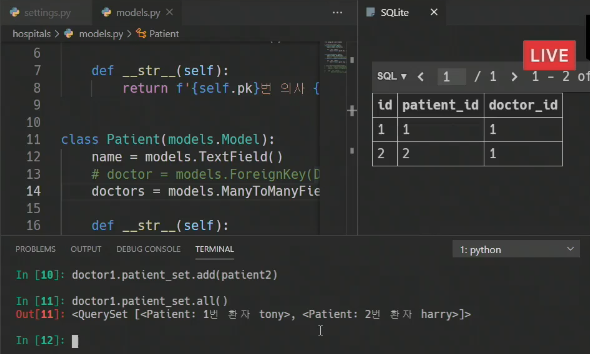 settings.py
models.py
SQLite
hospitals > models.py > Patient
LIVE
6
7 def __str__(self):
8 return f'{self.pk}번 의사 {
9
10
11 class Patient(models.Model):
12 name = models.TextField()
13 # doctor = models.ForeignKey(D
14 doctors = models.ManyToManyFie
15
16 def __str__(self):
SQL 1 / 1 1 - 2 of
id patient_id doctor_id
1 1 1
2 2 1
PROBLEMS OUTPUT DEBUG CONSOLE TERMINAL 1: python
In [10]: doctor1.patient_set.add(patient2)
In [11]: doctor1.patient_set.all()
Out[11]: <QuerySet [<Patient: 1번 환자 tony>, <Patient: 2번 환자 harry>]>
In [12]: